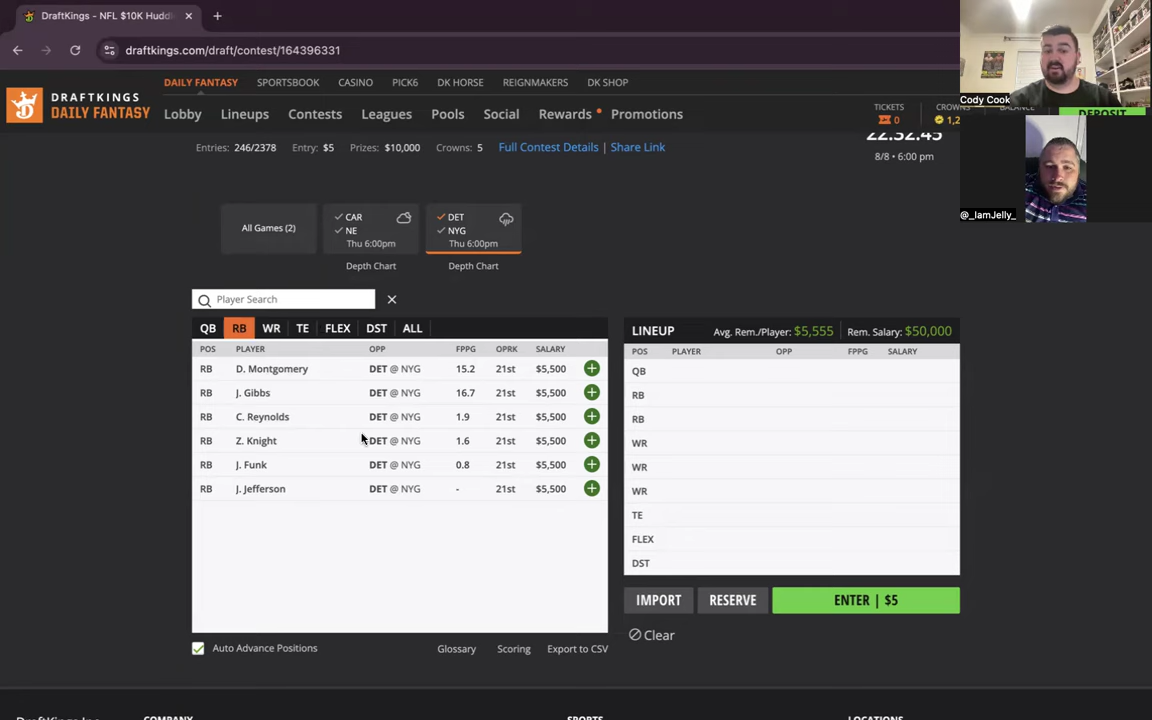 DraftKings - NFL $10K Huddl
draftkings.com/draft/contest/164396331
DRAFTKINGS
DAILY FANTASY
DAILY FANTASY SPORTSBOOK CASINO PICK6 DK HORSE REIGNMAKERS DK SHOP
Lobby Lineups Contests Leagues Pools Social Rewards Promotions
TICKETS
0
CROWNS
1,2
DEPOSIT
Cody Cook
@_IamJelly_
Entries: 246/2378 Entry: $5 Prizes: $10,000 Crowns: 5 Full Contest Details | Share Link
22:32:45
8/8 • 6:00 pm
All Games (2)
CAR
NE
Thu 6:00pm
Depth Chart
DET
NYG
Thu 6:00pm
Depth Chart
Player Search
QB RB WR TE FLEX DST ALL
POS PLAYER OPP FPPG OPRK SALARY
RB D. Montgomery DET @ NYG 15.2 21st $5,500
RB J. Gibbs DET @ NYG 16.7 21st $5,500
RB C. Reynolds DET @ NYG 1.9 21st $5,500
RB Z. Knight DET @ NYG 1.6 21st $5,500
RB J. Funk DET @ NYG 0.8 21st $5,500
RB J. Jefferson DET @ NYG - 21st $5,500
LINEUP Avg. Rem./Player: $5,555 Rem. Salary: $50,000
POS PLAYER OPP FPPG SALARY
QB
RB
RB
WR
WR
WR
TE
FLEX
DST
IMPORT RESERVE ENTER | $5
Clear
Auto Advance Positions Glossary Scoring Export to CSV